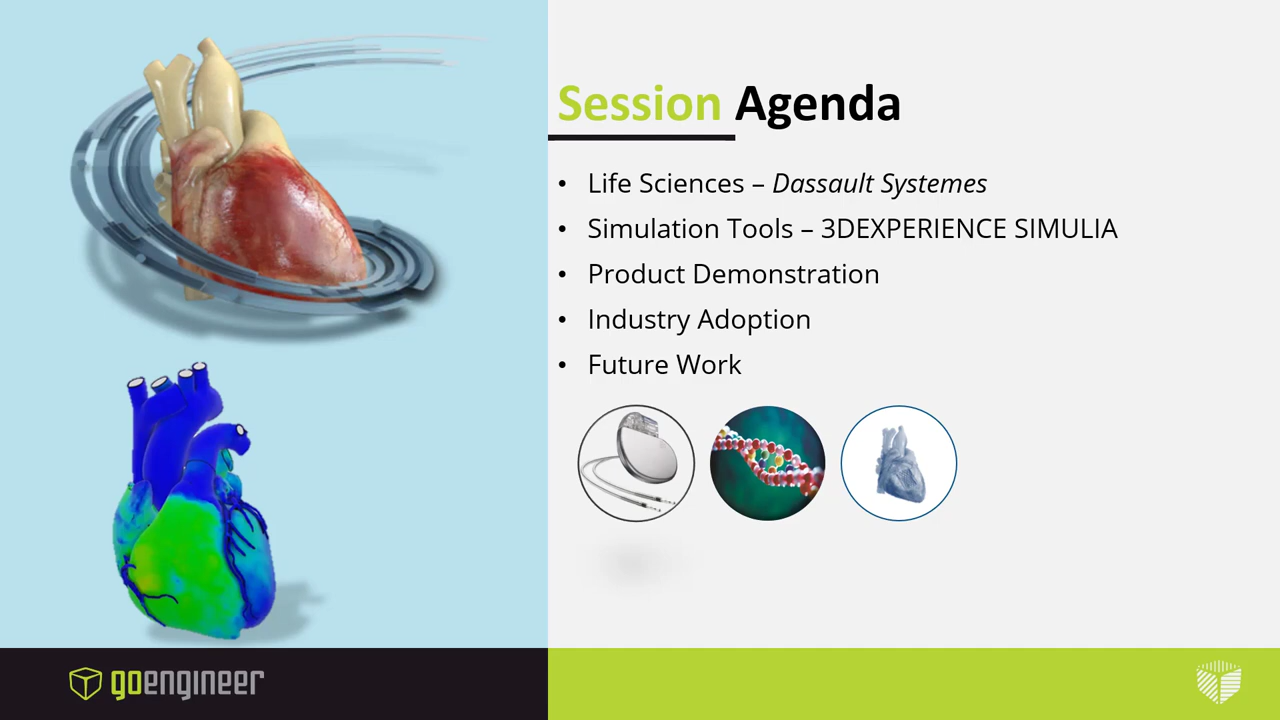 Session Agenda
• Life Sciences – Dassault Systemes
• Simulation Tools – 3DEXPERIENCE SIMULIA
• Product Demonstration
• Industry Adoption
• Future Work
goengineer